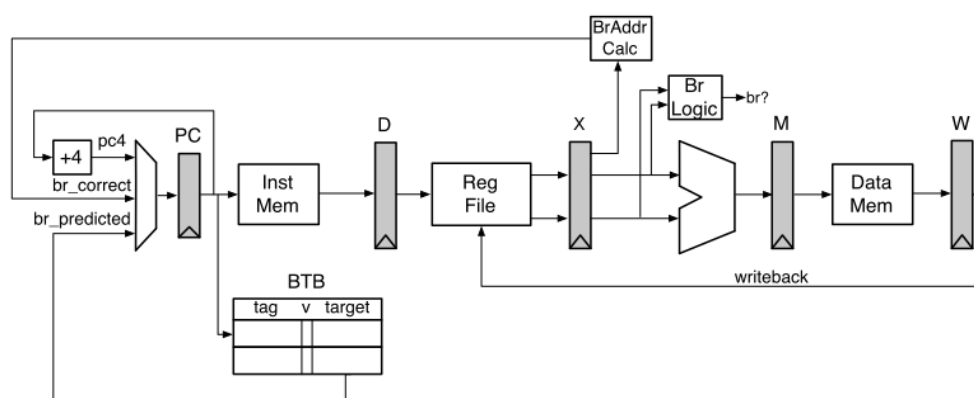 BrAddr
Calc
Br
Logic
br?
PC
D
X
M
W
+4
pc4
br_correct
br_predicted
Inst
Mem
Reg
File
Data
Mem
writeback
BTB
tag v target